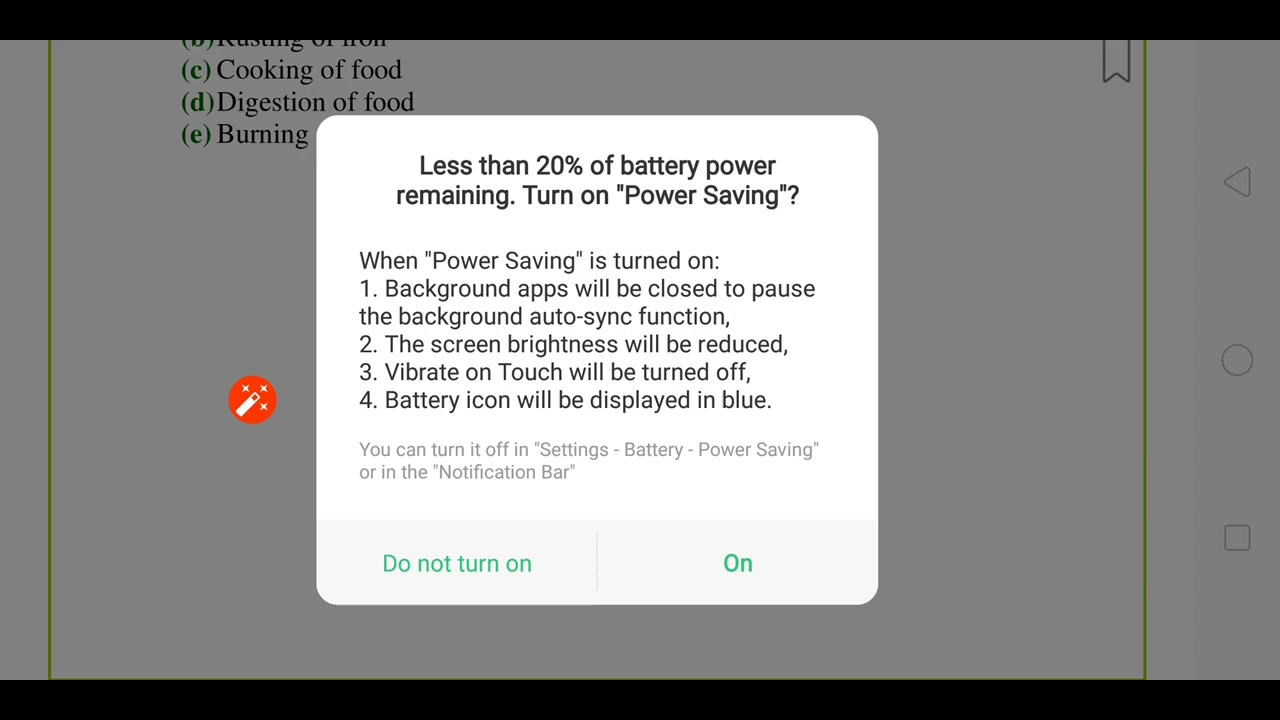 (b)Rusting of iron
(c) Cooking of food
(d)Digestion of food
(e) Burning
Less than 20% of battery power
remaining. Turn on "Power Saving"?
When "Power Saving" is turned on:
1. Background apps will be closed to pause
the background auto-sync function,
2. The screen brightness will be reduced,
3. Vibrate on Touch will be turned off,
4. Battery icon will be displayed in blue.
You can turn it off in "Settings - Battery - Power Saving"
or in the "Notification Bar"
Do not turn on
On